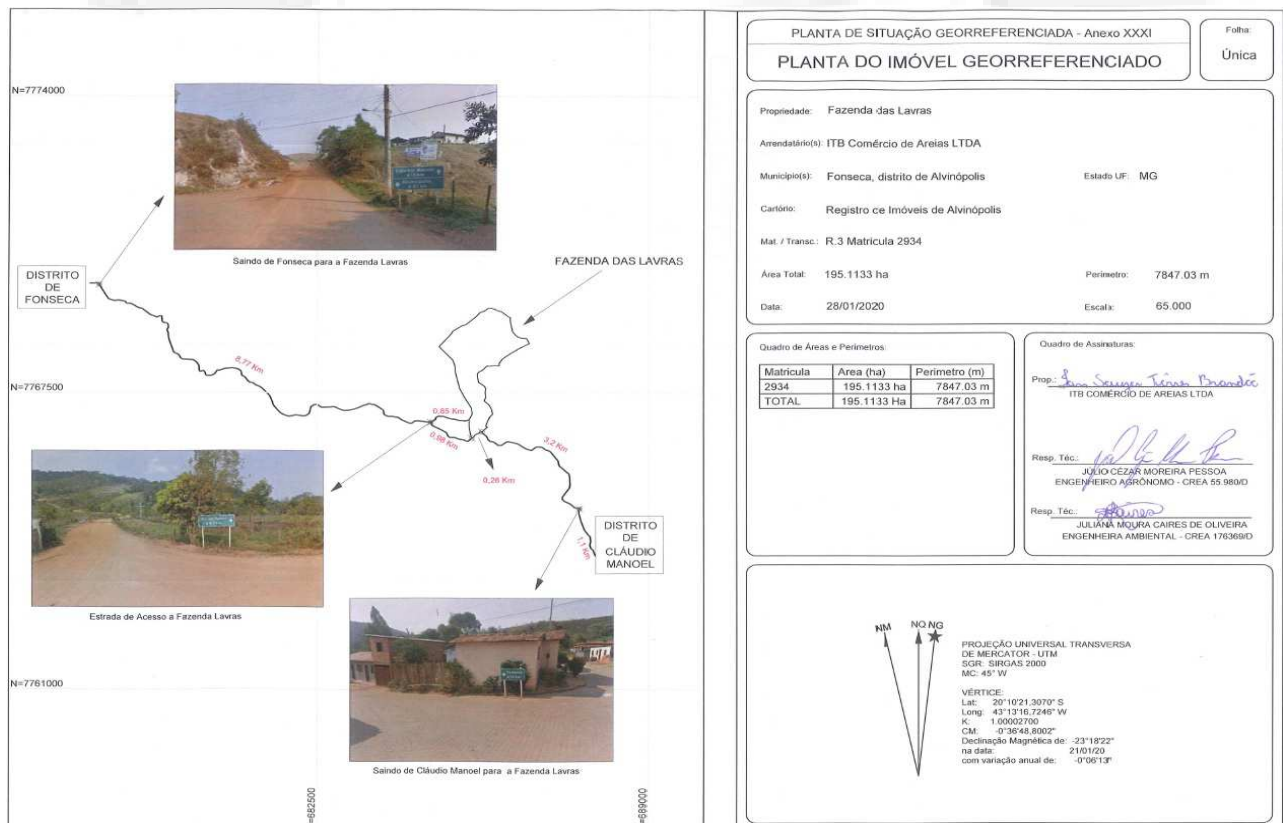 N=7774000
Saindo de Fonseca para a Fazenda Lavras
DISTRITO
DE
FONSECA
FAZENDA DAS LAVRAS
8,77 Km
N=7767500
0,85 Km
0,98 Km
3,2 Km
0,26 Km
DISTRITO
DE
CLÁUDIO
MANOEL
1,1 Km
Estrada de Acesso a Fazenda Lavras
N=7761000
Saindo de Cláudio Manoel para a Fazenda Lavras
=682500
=689000
PLANTA DE SITUAÇÃO GEORREFERENCIADA - Anexo XXXI
PLANTA DO IMÓVEL GEORREFERENCIADO
Folha:
Única
Propriedade: Fazenda das Lavras
Arrendatário(s): ITB Comércio de Areias LTDA
Município(s): Fonseca, distrito de Alvinópolis Estado UF: MG
Cartório: Registro ce Imóveis de Alvinópolis
Mat. / Transc.: R.3 Matricula 2934
Área Total: 195.1133 ha Perimetro: 7847.03 m
Data: 28/01/2020 Escala: 65.000
Quadro de Áreas e Perimetros:
Matricula Area (ha) Perimetro (m)
2934 195.1133 ha 7847.03 m
TOTAL 195.1133 Ha 7847.03 m
Quadro de Assinaturas:
Prop.:
ITB COMÉRCIO DE AREIAS LTDA
Resp. Téc.:
JÚLIO CÉZAR MOREIRA PESSOA
ENGENHEIRO AGRÔNOMO - CREA 55.980/D
Resp. Téc.:
JULIANA MOURA CAIRES DE OLIVEIRA
ENGENHEIRA AMBIENTAL - CREA 176369/D
NM NQ NG
PROJEÇÃO UNIVERSAL TRANSVERSA
DE MERCATOR - UTM
SGR: SIRGAS 2000
MC: 45° W
VÉRTICE:
Lat: 20°10'21,3070" S
Long: 43°13'16,7246" W
K: 1.00002700
CM: -0°36'48,8002"
Declinação Magnética de: -23°18'22"
na data: 21/01/20
com variação anual de: -0°06'13"